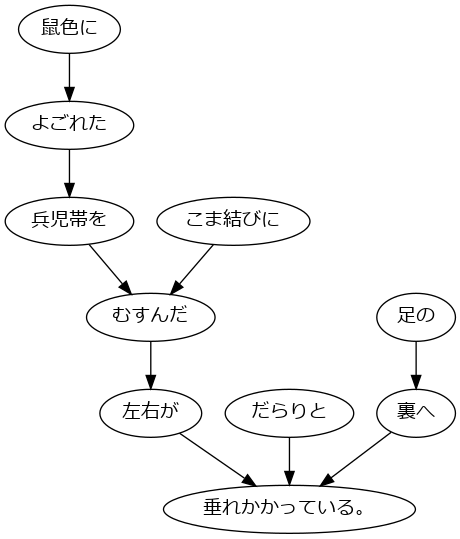 鼠色に
よごれた
兵児帯を
こま結びに
むすんだ
足の
左右が
だらりと
裏へ
垂れかかっている。